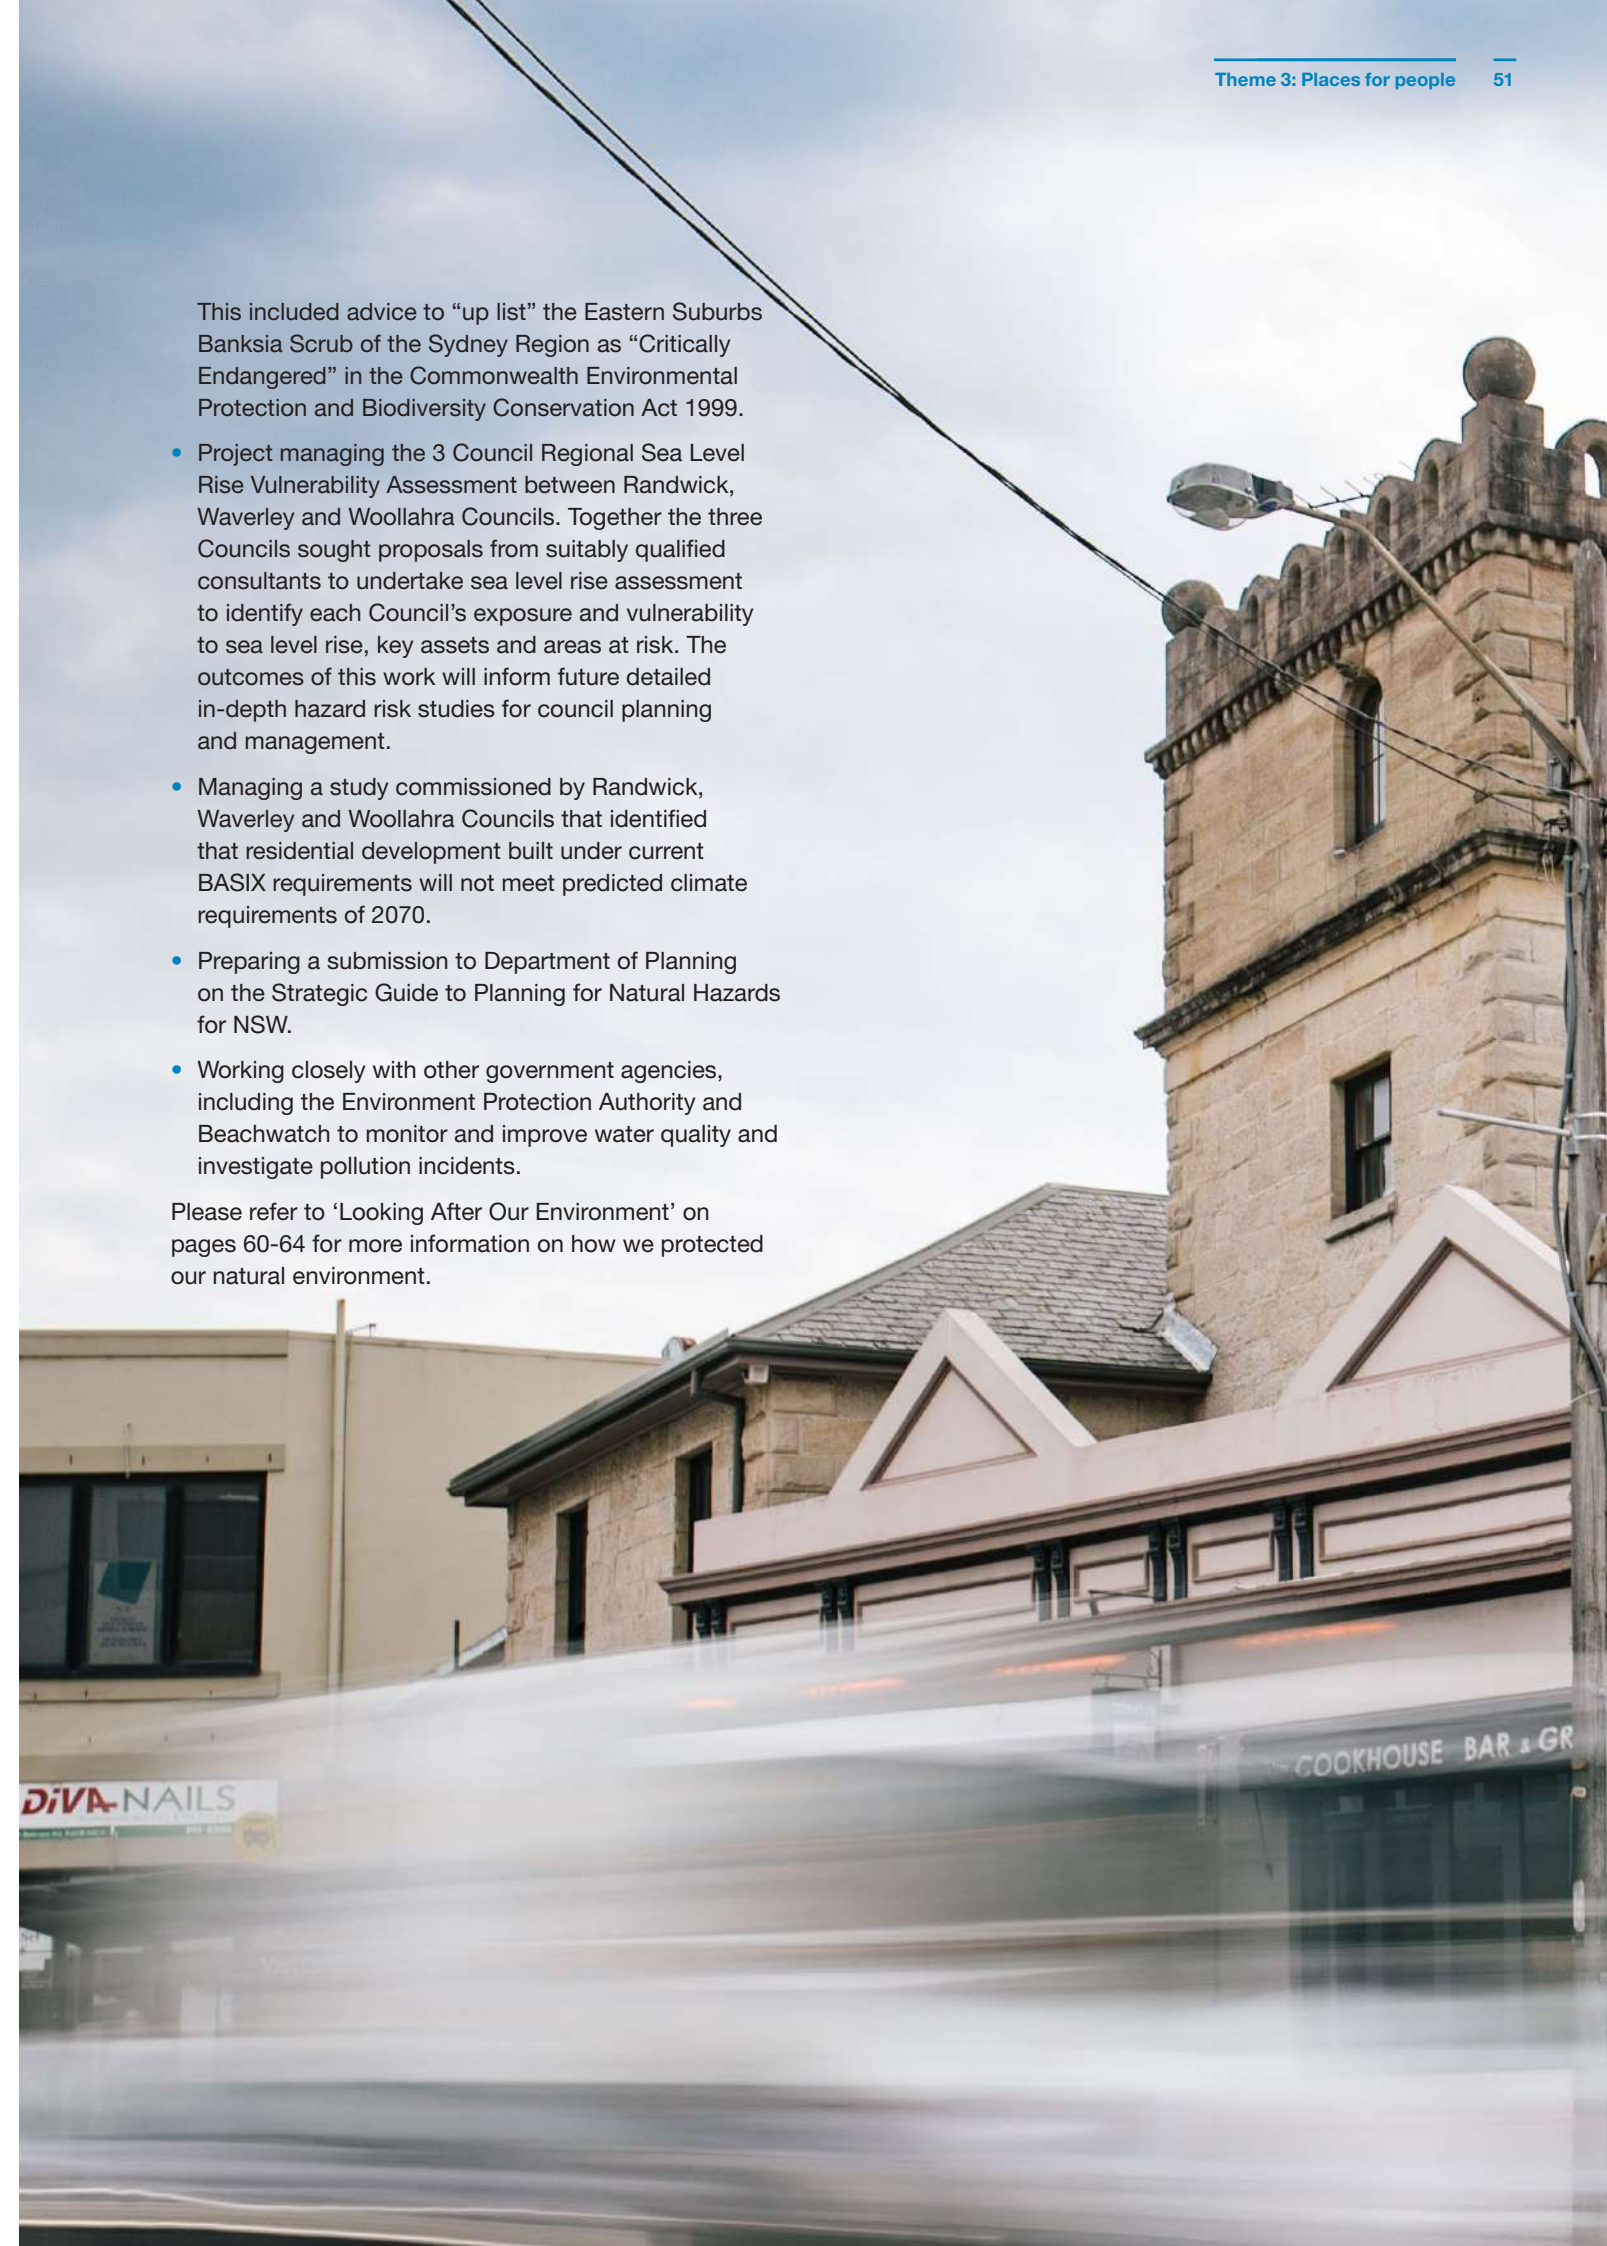 Theme 3: Places for people 51
This included advice to “up list” the Eastern Suburbs
Banksia Scrub of the Sydney Region as “Critically
Endangered” in the Commonwealth Environmental
Protection and Biodiversity Conservation Act 1999.
• Project managing the 3 Council Regional Sea Level
Rise Vulnerability Assessment between Randwick,
Waverley and Woollahra Councils. Together the three
Councils sought proposals from suitably qualified
consultants to undertake sea level rise assessment
to identify each Council’s exposure and vulnerability
to sea level rise, key assets and areas at risk. The
outcomes of this work will inform future detailed
in-depth hazard risk studies for council planning
and management.
• Managing a study commissioned by Randwick,
Waverley and Woollahra Councils that identified
that residential development built under current
BASIX requirements will not meet predicted climate
requirements of 2070.
• Preparing a submission to Department of Planning
on the Strategic Guide to Planning for Natural Hazards
for NSW.
• Working closely with other government agencies,
including the Environment Protection Authority and
Beachwatch to monitor and improve water quality and
investigate pollution incidents.
Please refer to ‘Looking After Our Environment’ on
pages 60-64 for more information on how we protected
our natural environment.
COOKHOUSE BAR & GR
DiVA NAILS